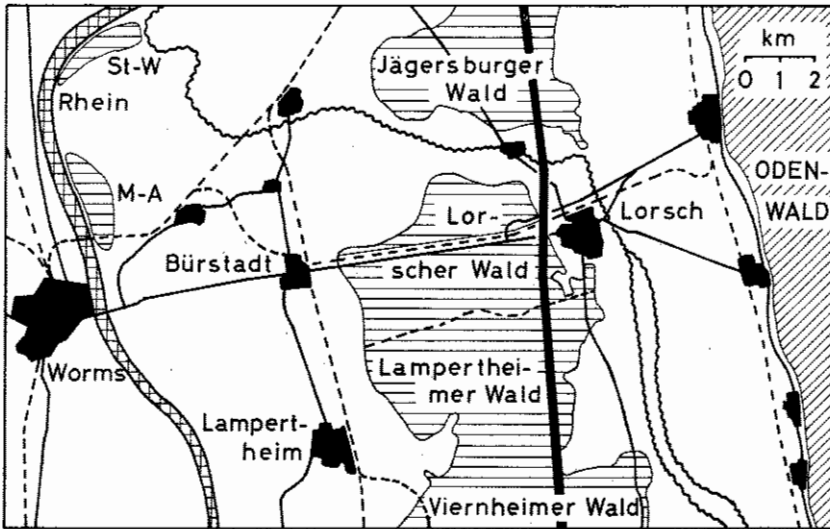 St-W
Rhein
Jägersburger
Wald
km
0 1 2
M-A
ODEN-
WALD
Lor-
Lorsch
Bürstadt
scher Wald
Worms
Lamperthei-
mer Wald
Lampert-
heim
Viernheimer Wald